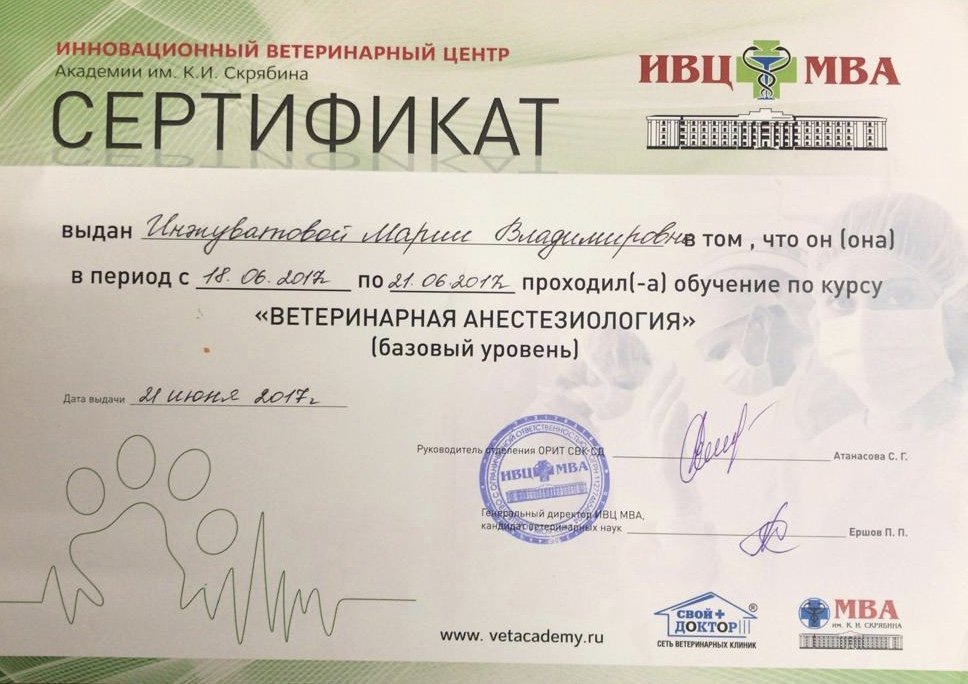 ИННОВАЦИОННЫЙ ВЕТЕРИНАРНЫЙ ЦЕНТР
Академии им. К.И. Скрябина
СЕРТИФИКАТ
ИВЦ МВА
выдан Инжуватовой Марии Владимировне в том , что он (она)
в период с 18.06.2017 по 21.06.2017 проходил(-а) обучение по курсу
«ВЕТЕРИНАРНАЯ АНЕСТЕЗИОЛОГИЯ»
(базовый уровень)
Дата выдачи 21 июня 2017г.
Руководитель отделения ОРИТ СВК СД
Атанасова С. Г.
ИВЦ МВА
Генеральный директор ИВЦ МВА,
кандидат ветеринарных наук
Ершов П. П.
www. vetacademy.ru
СВОЙ+
ДОКТОР
®
СЕТЬ ВЕТЕРИНАРНЫХ КЛИНИК
МВА
ИМ. К. И. СКРЯБИНА